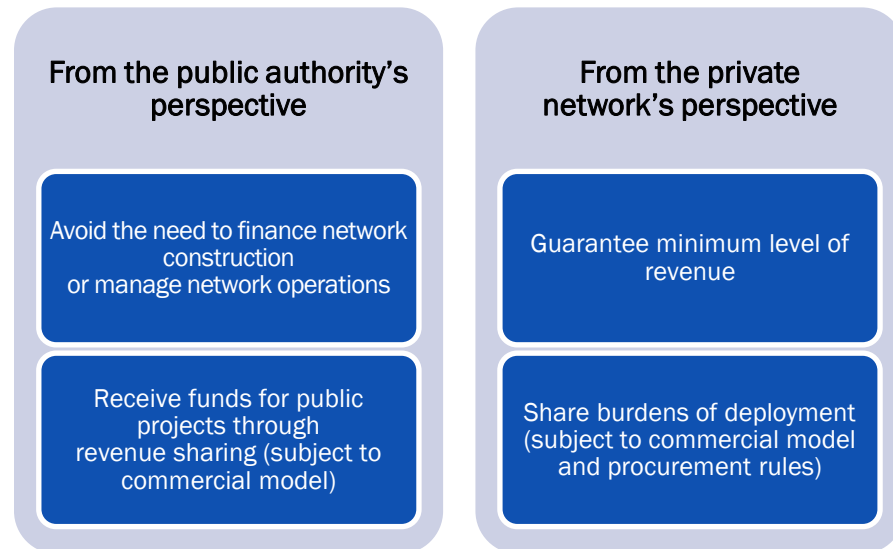 From the public authority’s
perspective
Avoid the need to finance network
construction
or manage network operations
Receive funds for public
projects through
revenue sharing (subject to
commercial model)
From the private
network’s perspective
Guarantee minimum level of
revenue
Share burdens of deployment
(subject to commercial model
and procurement rules)